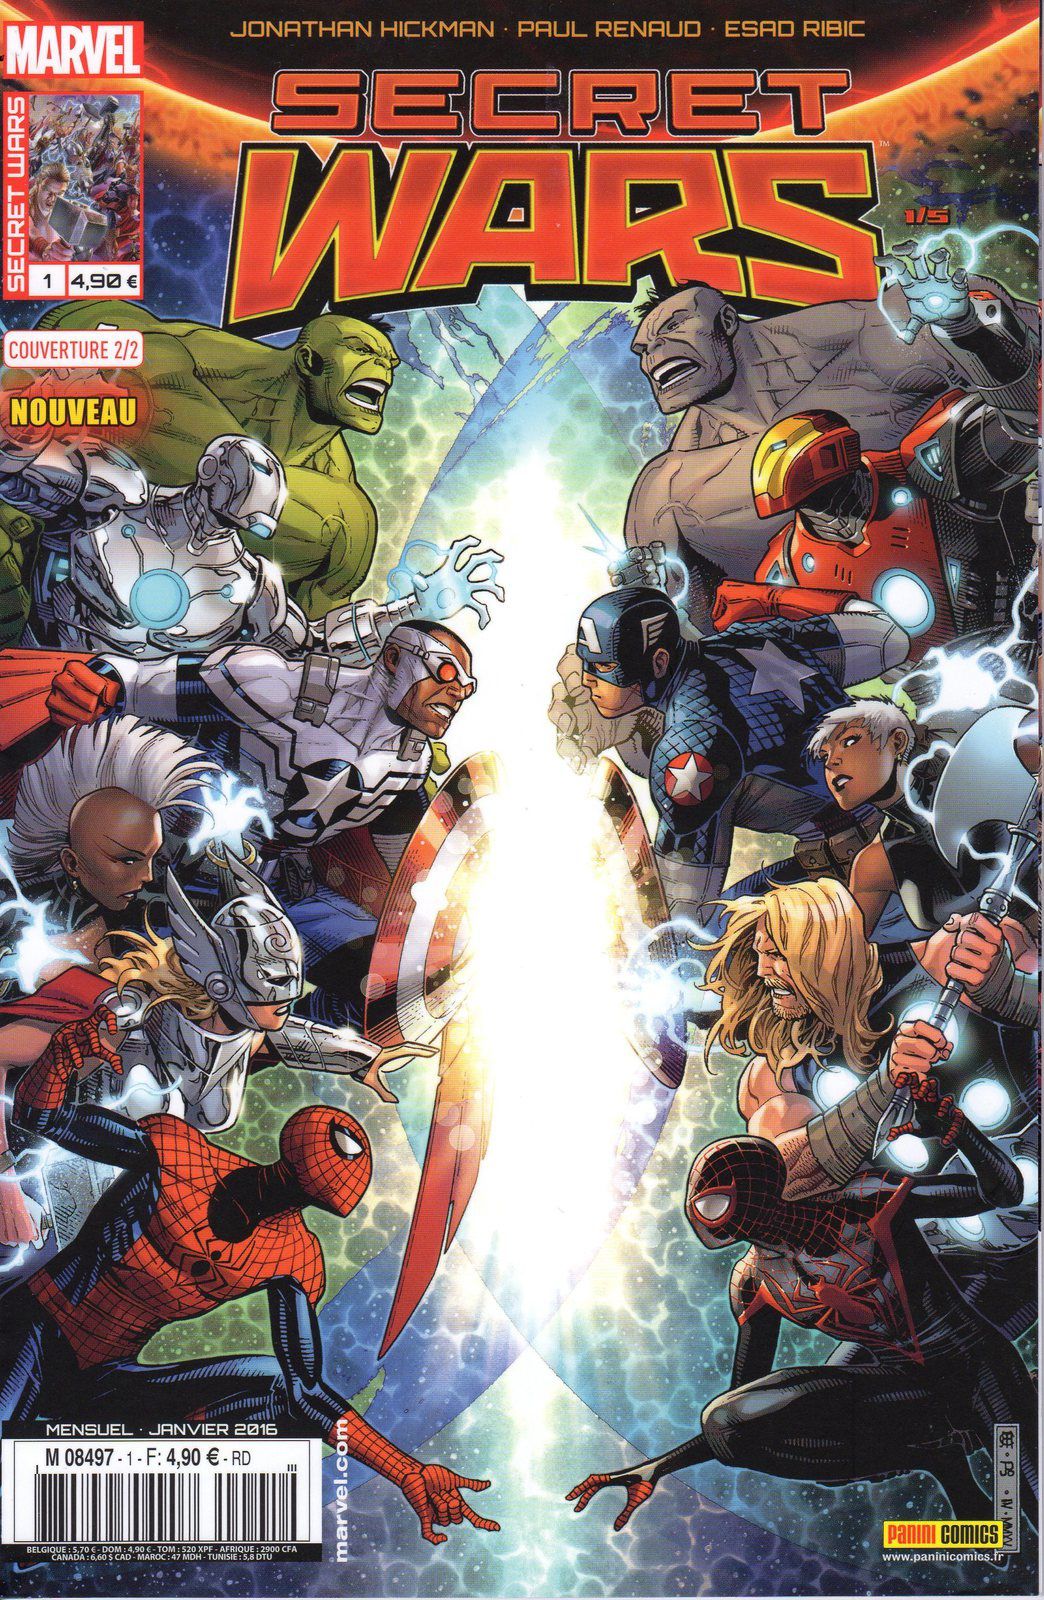 JONATHAN HICKMAN · PAUL RENAUD · ESAD RIBIC
MARVEL
SECRET
WARS™
1/5
SECRET WARS
1 4,90 €
COUVERTURE 2/2
NOUVEAU
A
MENSUEL · JANVIER 2016
M 08497 - 1 - F: 4,90 € - RD
BELGIQUE : 5,70 € - DOM : 4,90 € - TOM : 520 XPF - AFRIQUE : 2900 CFA
CANADA : 6,60 $ CAD - MAROC : 47 MDH - TUNISIE : 5,8 DTU
marvel.com
PANINI COMICS
www.paninicomics.fr